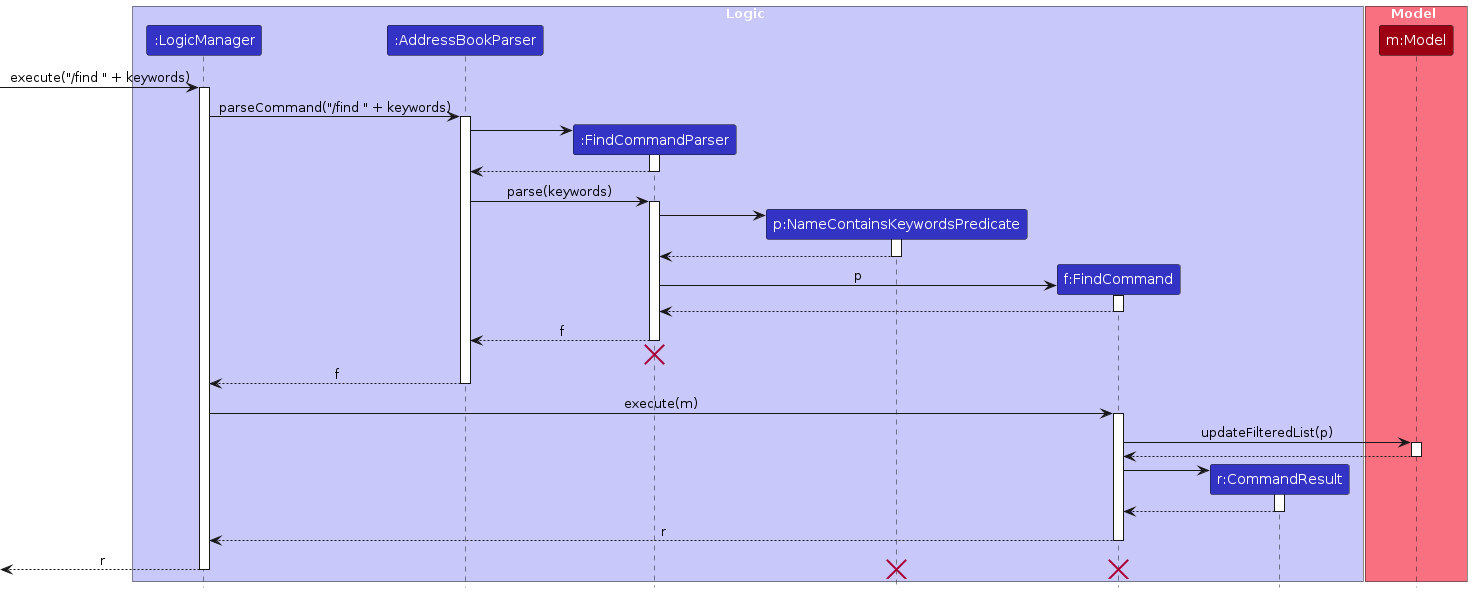 Logic
Model
:LogicManager
:AddressBookParser
m:Model
execute("/find " + keywords)
parseCommand("/find " + keywords)
:FindCommandParser
parse(keywords)
p:NameContainsKeywordsPredicate
p
f:FindCommand
f
f
execute(m)
updateFilteredList(p)
r:CommandResult
r
r